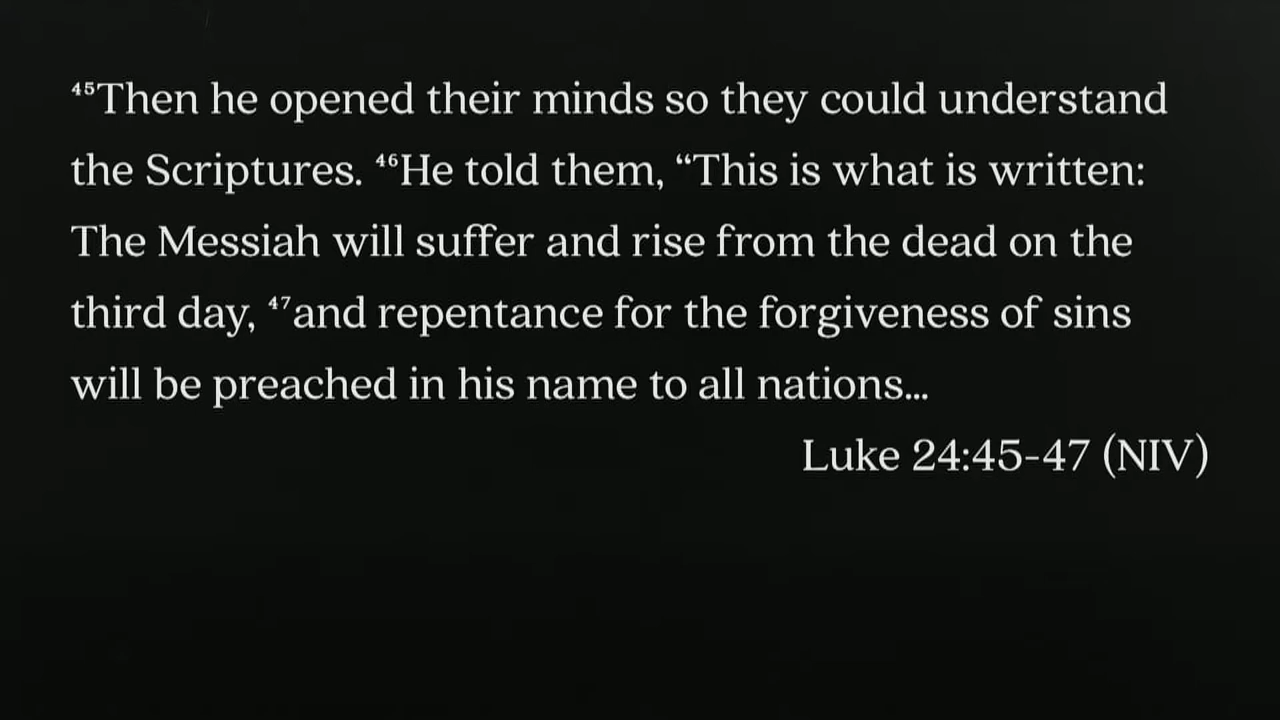 ⁴⁵Then he opened their minds so they could understand
the Scriptures. ⁴⁶He told them, “This is what is written:
The Messiah will suffer and rise from the dead on the
third day, ⁴⁷and repentance for the forgiveness of sins
will be preached in his name to all nations...
Luke 24:45-47 (NIV)